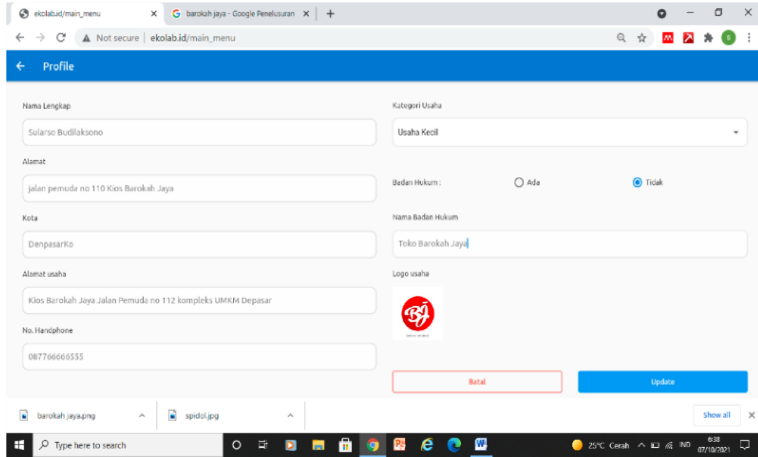 ekolab.id/main_menu
barokah jaya - Google Penelusuran
Not secure | ekolab.id/main_menu
Profile
Nama Lengkap
Sularso Budilaksono
Alamat
jalan pemuda no 110 Kios Barokah Jaya
Kota
DenpasarKo
Alamat usaha
Kios Barokah Jaya Jalan Pemuda no 112 kompleks UMKM Depasar
No. Handphone
087766666555
Kategori Usaha
Usaha Kecil
Badan Hukum :
Ada
Tidak
Nama Badan Hukum
Toko Barokah Jaya
Logo usaha
BJ
Batal
Update
barokah jaya.png
spidol.jpg
Show all
Type here to search
25°C Cerah
IND
6:33
07/10/2021